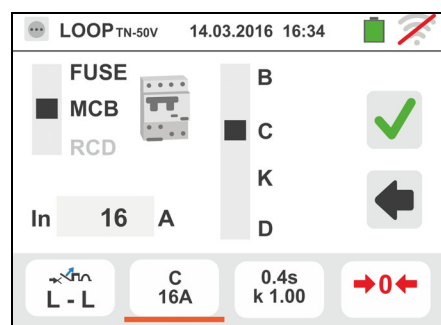 LOOP TN-50V 14.03.2016 16:34
FUSE
MCB
RCD
B
C
K
D
In 16 A
L - L
C
16A
0.4s
k 1.00
0